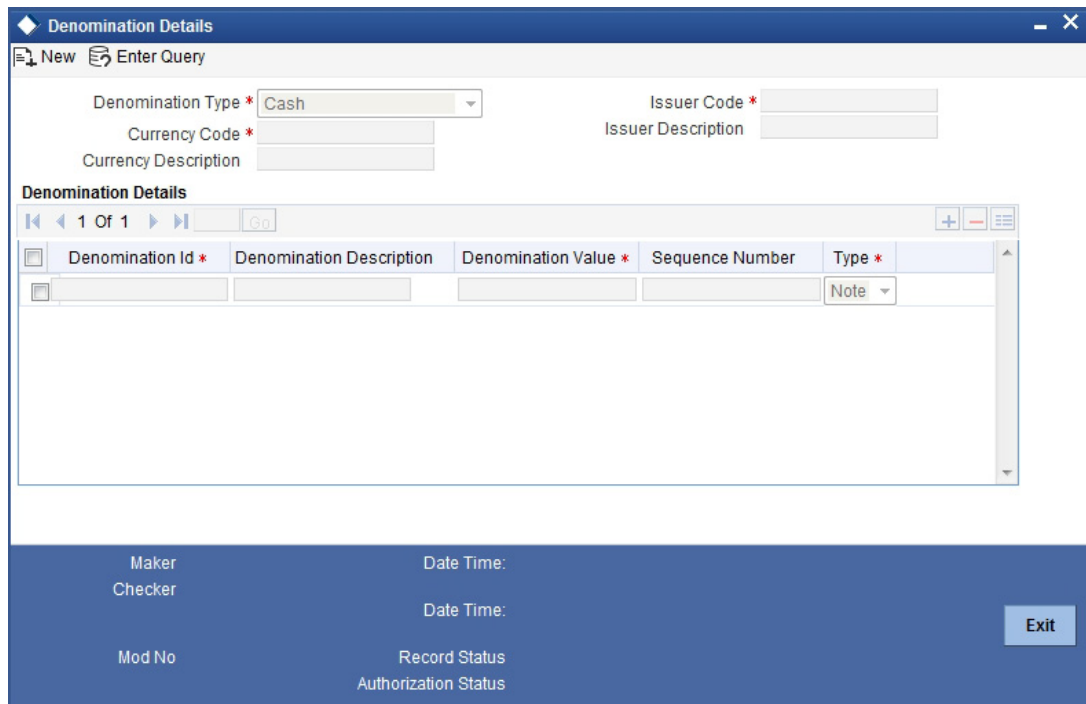 Denomination Details
New Enter Query
Denomination Type * Cash Issuer Code *
Currency Code * Issuer Description
Currency Description
Denomination Details
1 Of 1 Go
Denomination Id * Denomination Description Denomination Value * Sequence Number Type *
Note
Maker Date Time:
Checker
Date Time:
Exit
Mod No Record Status
Authorization Status